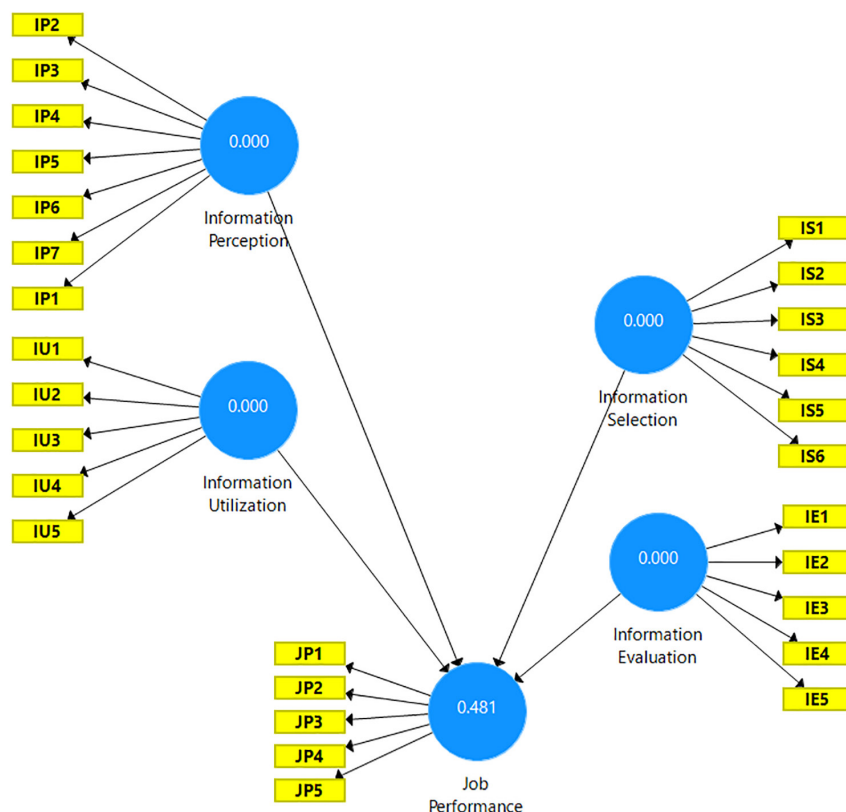 IP2
IP3
IP4
IP5
IP6
IP7
IP1
0.000
Information
Perception
IU1
IU2
IU3
IU4
IU5
0.000
Information
Utilization
IS1
IS2
IS3
IS4
IS5
IS6
0.000
Information
Selection
IE1
IE2
IE3
IE4
IE5
0.000
Information
Evaluation
JP1
JP2
JP3
JP4
JP5
0.481
Job
Performance